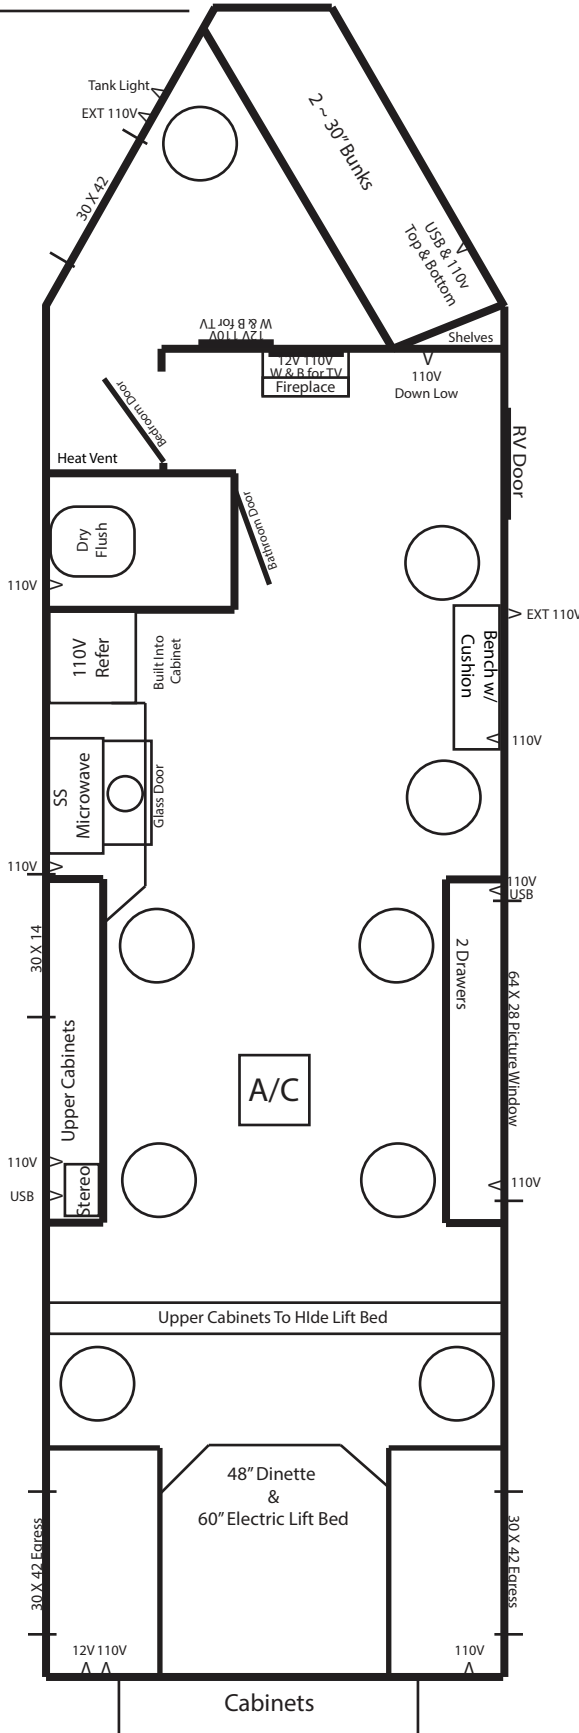 Tank Light
EXT 110V
30 X 42
2 ~ 30" Bunks
USB & 110v
Top & Bottom
W & B for TV
12V 110V
12V 110V
W & B for TV
Fireplace
Shelves
110V
Down Low
Bedroom Door
RV Door
Heat Vent
Dry
Flush
Bathroom Door
110V
EXT 110V
110V
Refer
Built Into
Cabinet
Bench w/
Cushion
110V
SS
Microwave
Glass Door
110V
110V
USB
30 X 14
2 Drawers
64 X 28 Picture Window
Upper Cabinets
A/C
110V
USB
Stereo
110V
Upper Cabinets To HIde Lift Bed
48" Dinette
&
60" Electric Lift Bed
30 X 42 Egress
30 X 42 Egress
12V 110V
110V
Cabinets